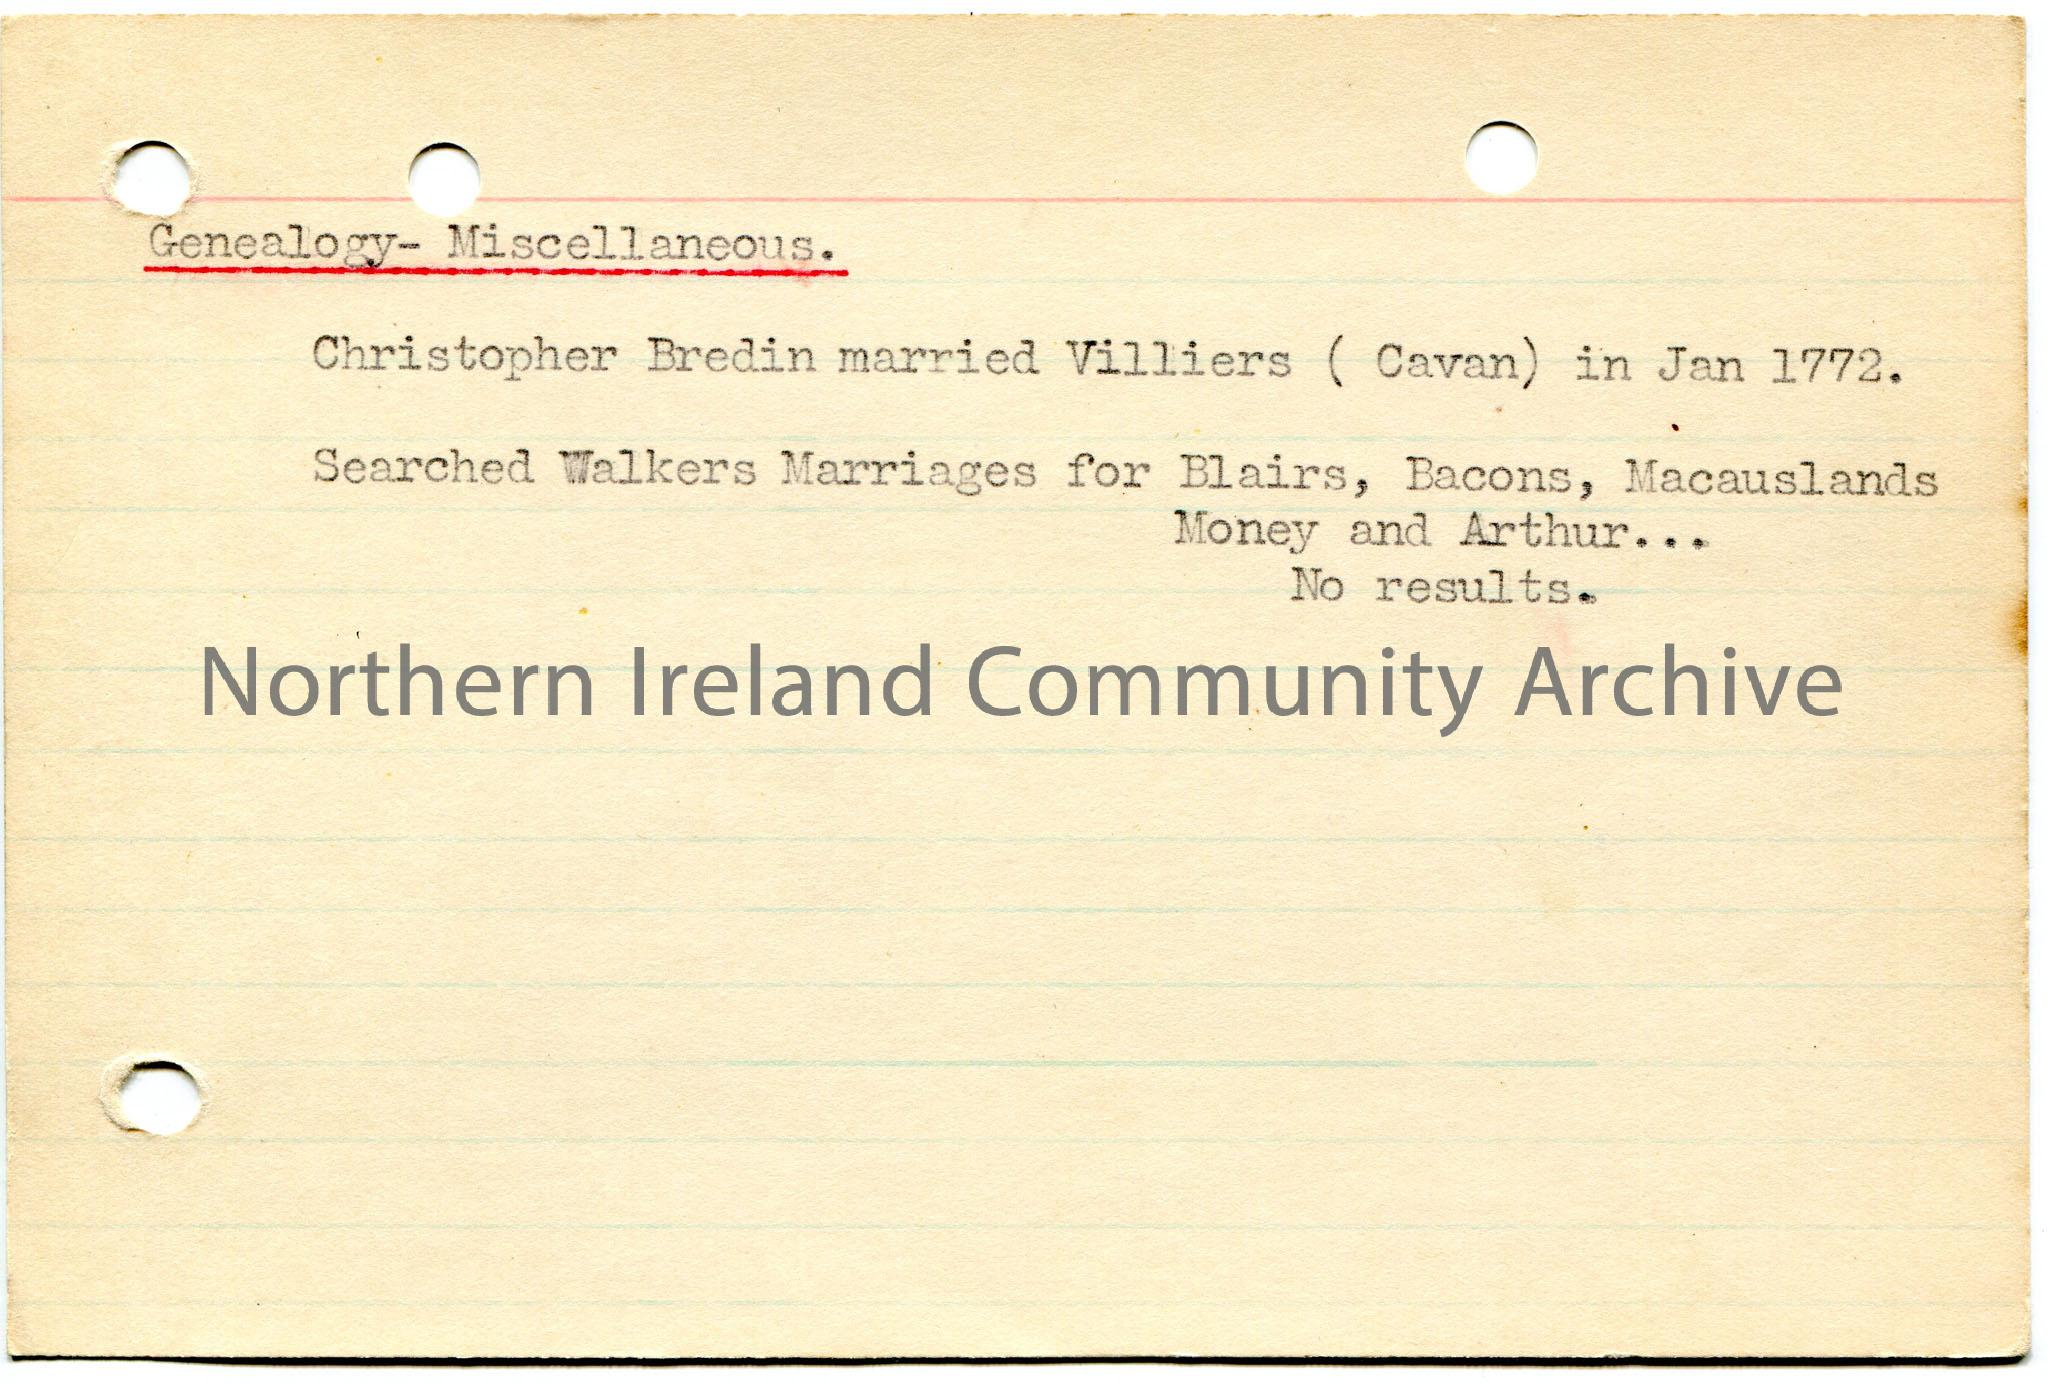 Genealogy- Miscellaneous.
Christopher Bredin married Villiers ( Cavan) in Jan 1772.
Searched Walkers Marriages for Blairs, Bacons, Macauslands
Money and Arthur...
No results.
Northern Ireland Community Archive